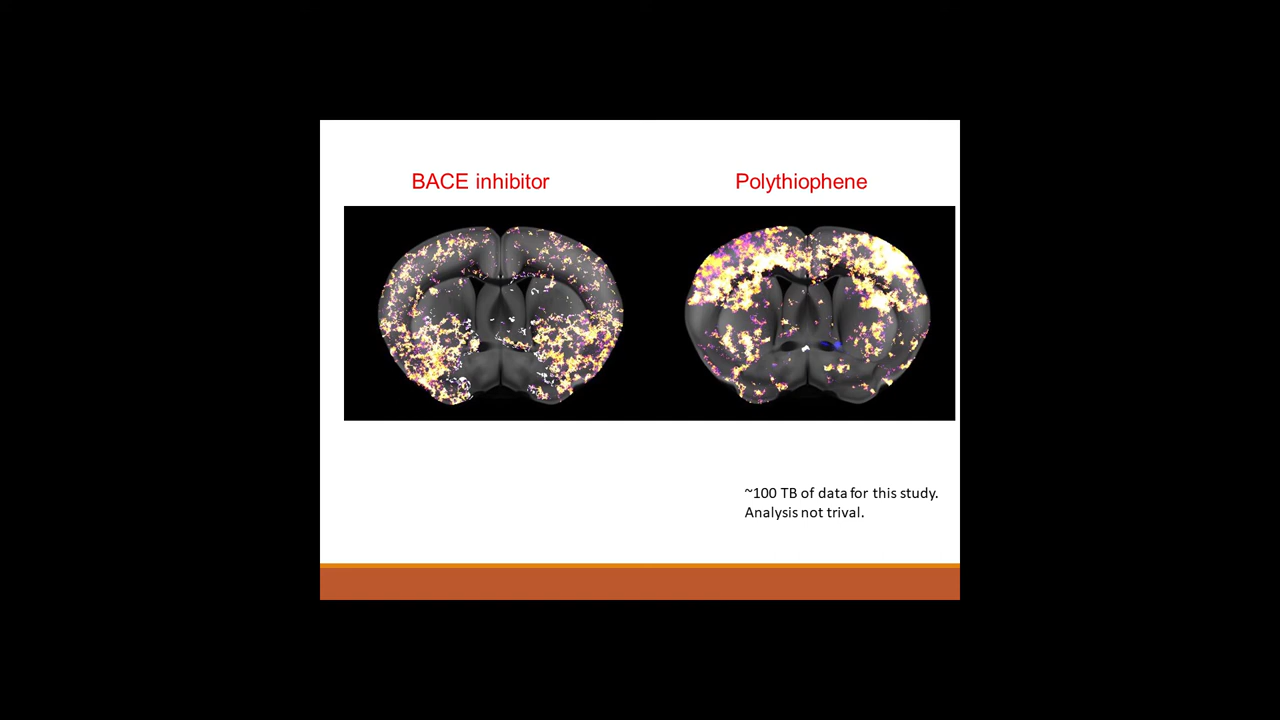 BACE inhibitor
Polythiophene
~100 TB of data for this study.
Analysis not trival.